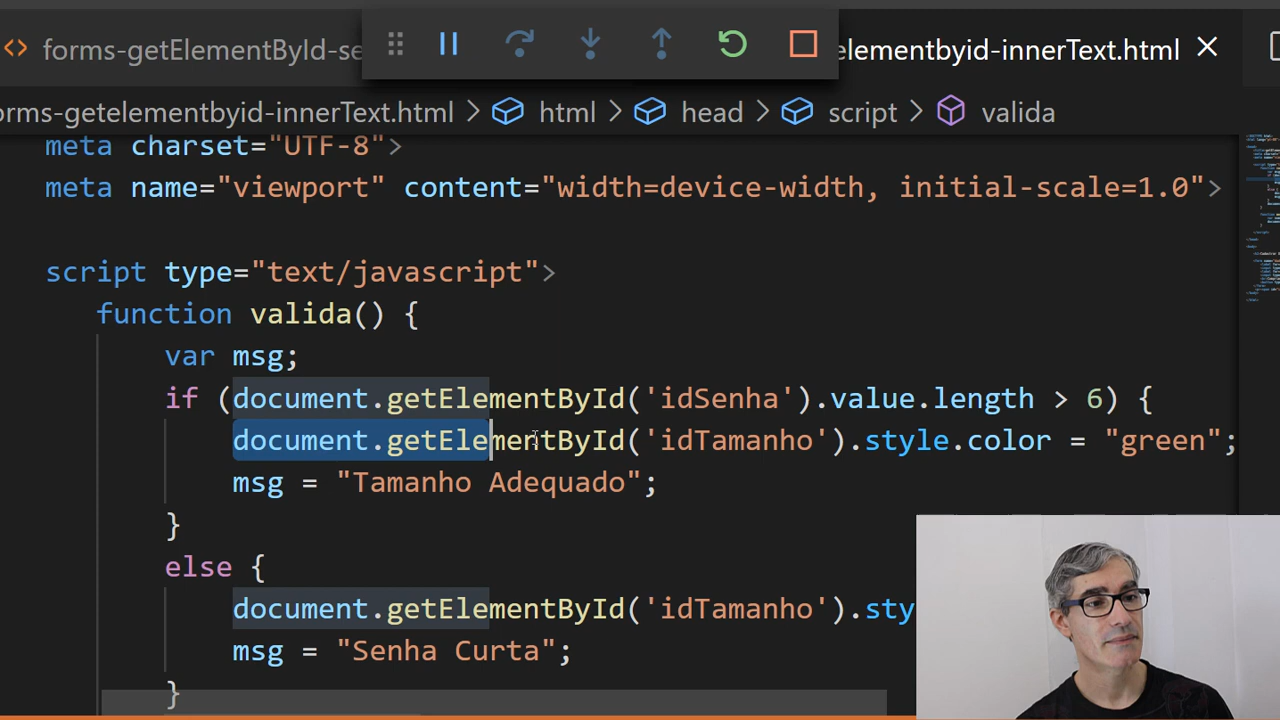 forms-getElementById-se
elementbyid-innerText.html
orms-getelementbyid-innerText.html > html > head > script > valida
meta charset="UTF-8">
meta name="viewport" content="width=device-width, initial-scale=1.0">
script type="text/javascript">
function valida() {
var msg;
if (document.getElementById('idSenha').value.length > 6) {
document.getElementById('idTamanho').style.color = "green";
msg = "Tamanho Adequado";
}
else {
document.getElementById('idTamanho').sty
msg = "Senha Curta";
}